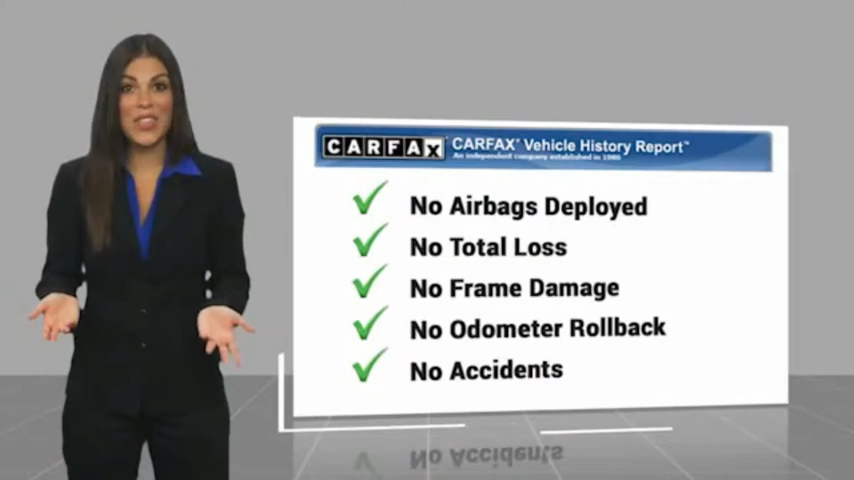 CARFAX CARFAX® Vehicle History Report™
An independent company established in 1986
No Airbags Deployed
No Total Loss
No Frame Damage
No Odometer Rollback
No Accidents
No Accidents